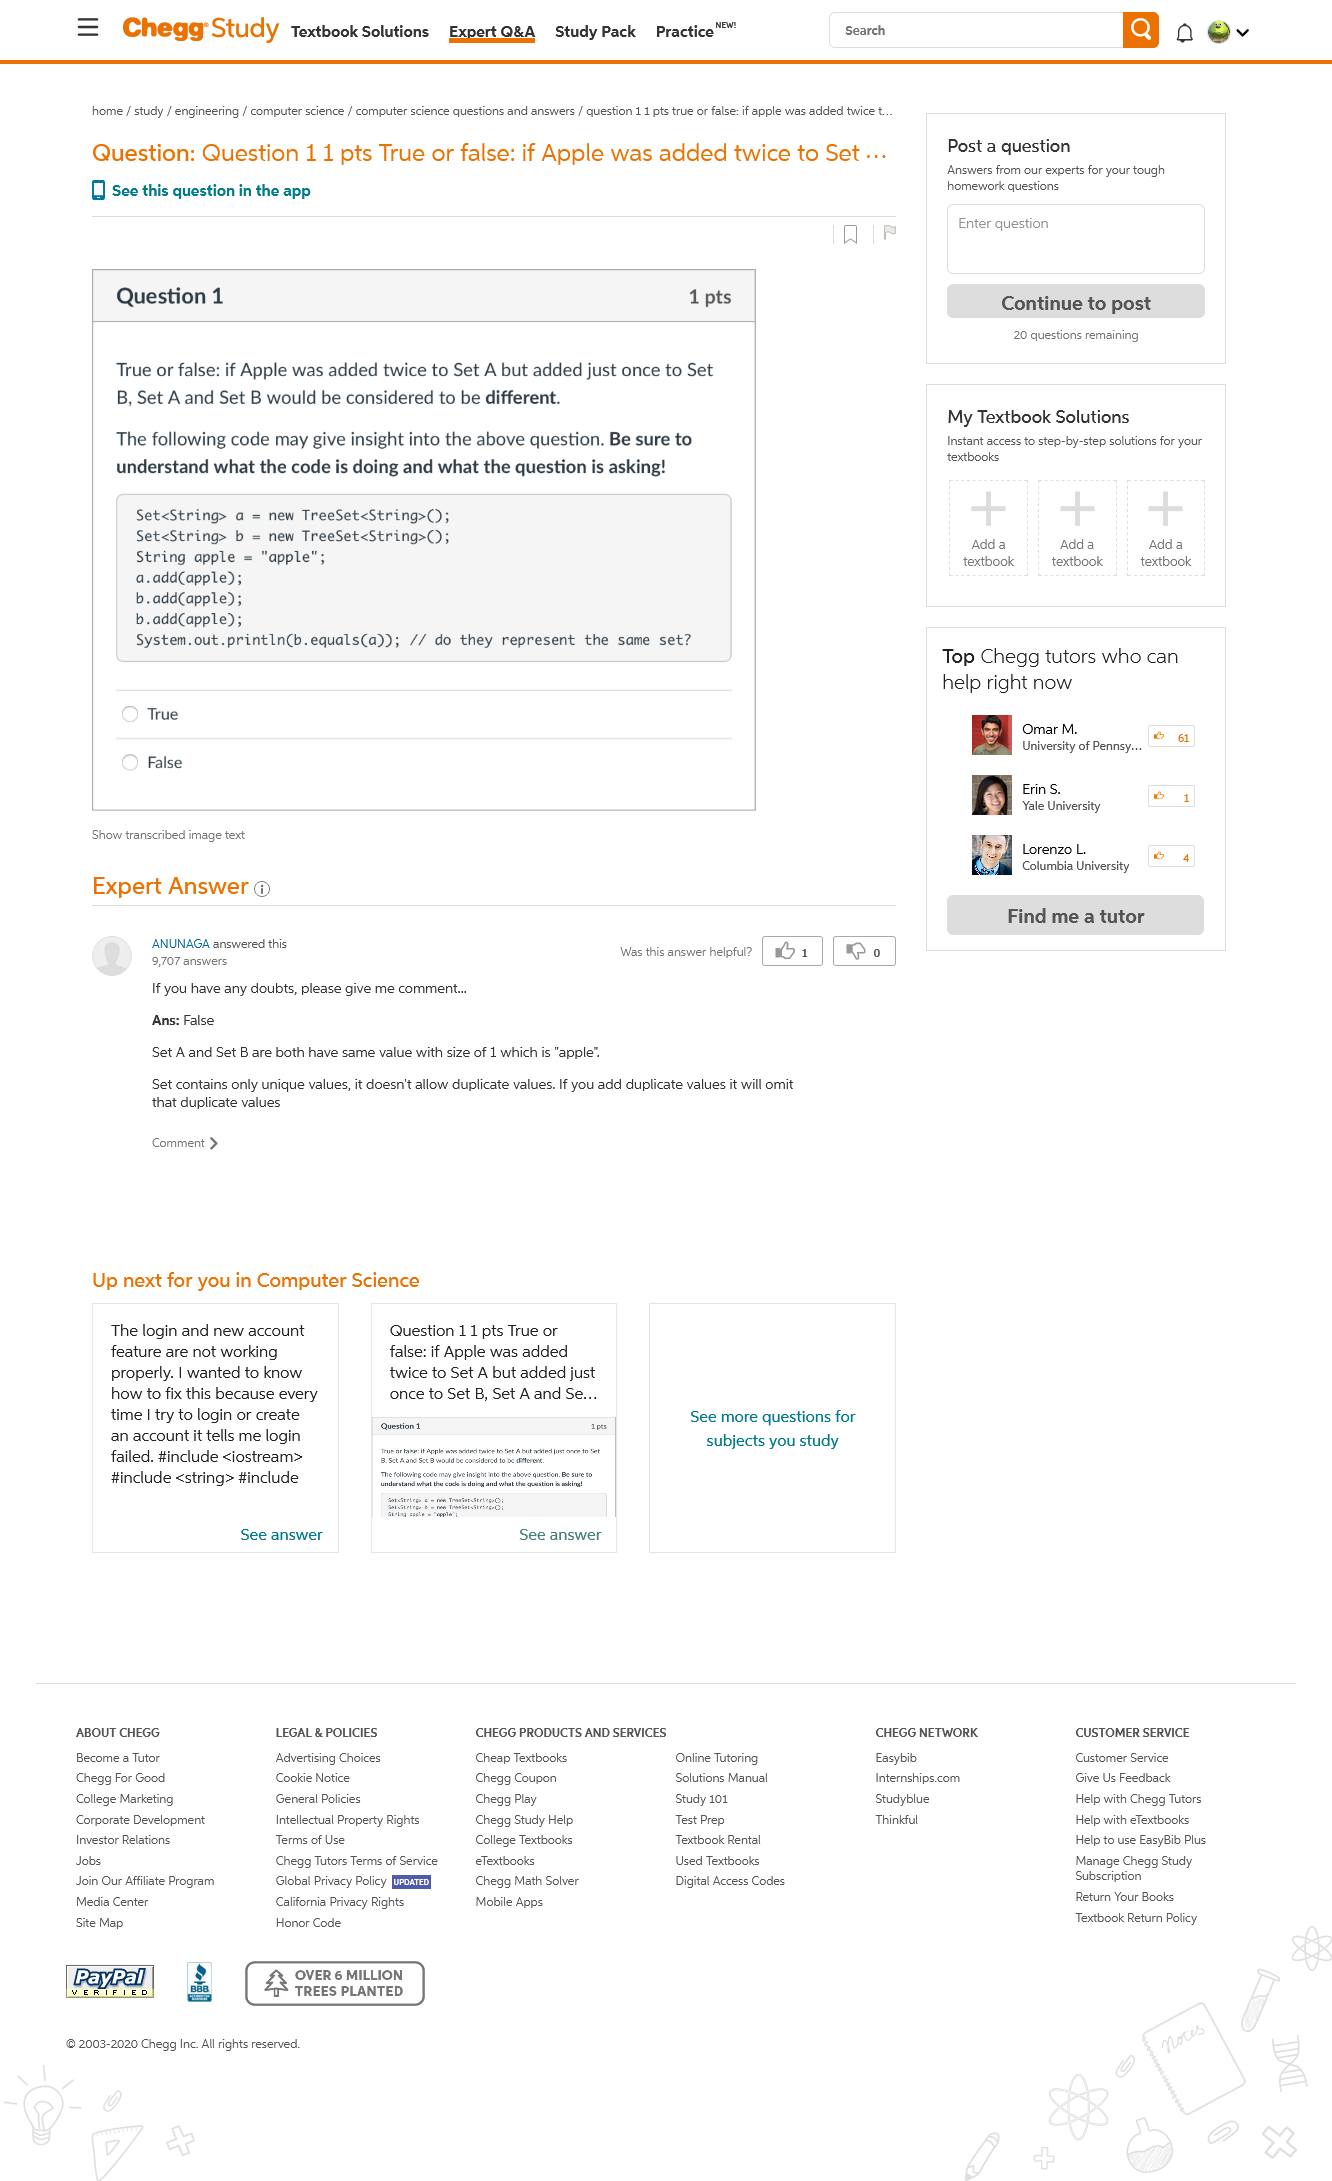 Chegg Study Textbook Solutions Expert Q&A Study Pack Practice NEW! Search
home / study / engineering / computer science / computer science questions and answers / question 1 1 pts true or false: if apple was added twice t...
Question: Question 1 1 pts True or false: if Apple was added twice to Set ...
See this question in the app
Question 1 1 pts
True or false: if Apple was added twice to Set A but added just once to Set
B, Set A and Set B would be considered to be different.
The following code may give insight into the above question. Be sure to
understand what the code is doing and what the question is asking!
Set<String> a = new TreeSet<String>();
Set<String> b = new TreeSet<String>();
String apple = "apple";
a.add(apple);
b.add(apple);
b.add(apple);
System.out.println(b.equals(a)); // do they represent the same set?
True
False
Show transcribed image text
Expert Answer
ANUNAGA answered this
9,707 answers
Was this answer helpful? 1 0
If you have any doubts, please give me comment...
Ans: False
Set A and Set B are both have same value with size of 1 which is "apple".
Set contains only unique values, it doesn't allow duplicate values. If you add duplicate values it will omit
that duplicate values
Comment
Post a question
Answers from our experts for your tough
homework questions
Enter question
Continue to post
20 questions remaining
My Textbook Solutions
Instant access to step-by-step solutions for your
textbooks
Add a Add a Add a
textbook textbook textbook
Top Chegg tutors who can
help right now
Omar M. 61
University of Pennsy...
Erin S. 1
Yale University
Lorenzo L. 4
Columbia University
Find me a tutor
Up next for you in Computer Science
The login and new account
feature are not working
properly. I wanted to know
how to fix this because every
time I try to login or create
an account it tells me login
failed. #include <iostream>
#include <string> #include
See answer
Question 1 1 pts True or
false: if Apple was added
twice to Set A but added just
once to Set B, Set A and Se...
Question 1 1 pts
True or false: if Apple was added twice to Set A but added just once to Set
B, Set A and Set B would be considered to be different.
The following code may give insight into the above question. Be sure to
understand what the code is doing and what the question is asking!
Set<String> a = new TreeSet<String>();
Set<String> b = new TreeSet<String>();
String apple = "apple";
See answer
See more questions for
subjects you study
ABOUT CHEGG
Become a Tutor
Chegg For Good
College Marketing
Corporate Development
Investor Relations
Jobs
Join Our Affiliate Program
Media Center
Site Map
LEGAL & POLICIES
Advertising Choices
Cookie Notice
General Policies
Intellectual Property Rights
Terms of Use
Chegg Tutors Terms of Service
Global Privacy Policy UPDATED
California Privacy Rights
Honor Code
CHEGG PRODUCTS AND SERVICES
Cheap Textbooks
Chegg Coupon
Chegg Play
Chegg Study Help
College Textbooks
eTextbooks
Chegg Math Solver
Mobile Apps
Online Tutoring
Solutions Manual
Study 101
Test Prep
Textbook Rental
Used Textbooks
Digital Access Codes
CHEGG NETWORK
Easybib
Internships.com
Studyblue
Thinkful
CUSTOMER SERVICE
Customer Service
Give Us Feedback
Help with Chegg Tutors
Help with eTextbooks
Help to use EasyBib Plus
Manage Chegg Study
Subscription
Return Your Books
Textbook Return Policy
PayPal
VERIFIED
BBB
OVER 6 MILLION
TREES PLANTED
© 2003-2020 Chegg Inc. All rights reserved.
Notes